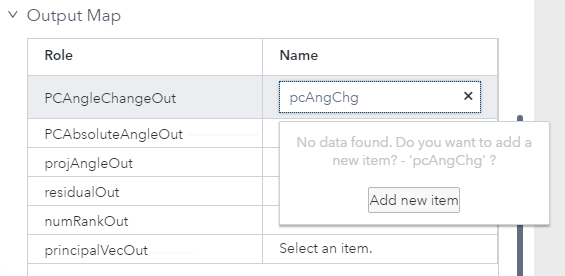 Output Map
Role Name
PCAngleChangeOut pcAngChg
PCAbsoluteAngleOut
No data found. Do you want to add a
new item? - 'pcAngChg' ?
projAngleOut
residualOut
Add new item
numRankOut
principalVecOut Select an item.